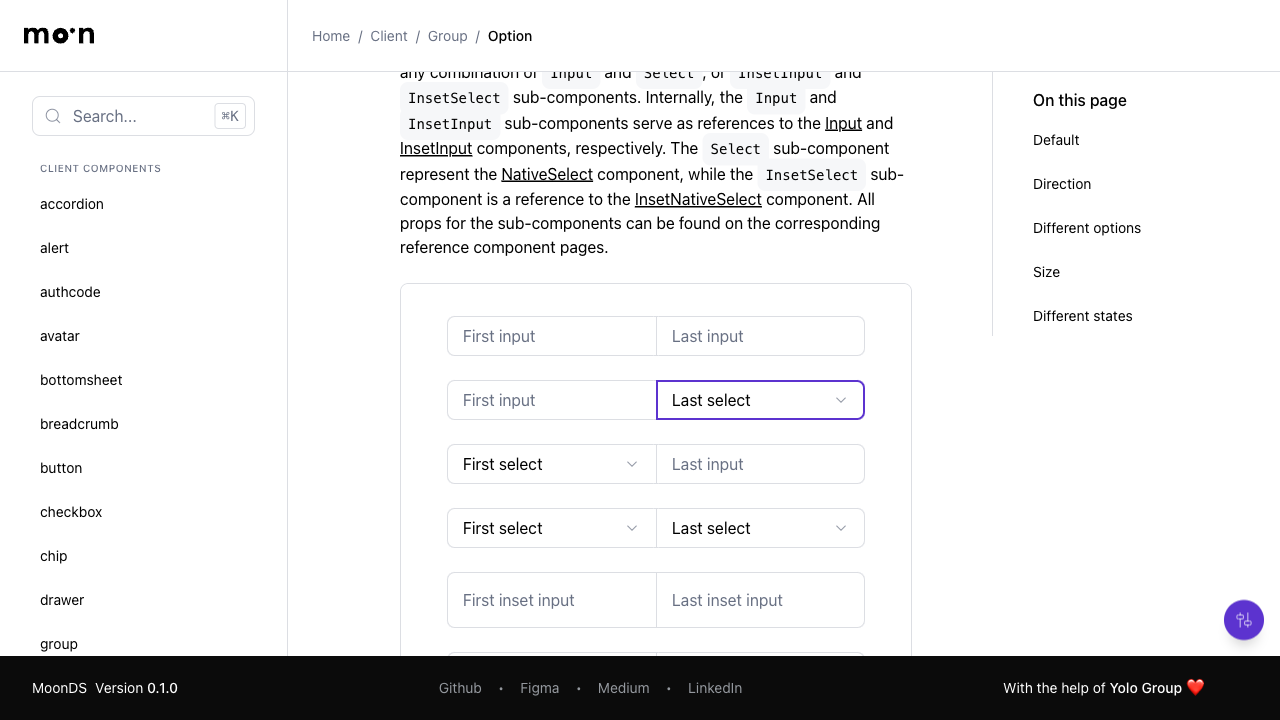 moon
Home / Client / Group / Option
Search...
⌘K
CLIENT COMPONENTS
accordion
alert
authcode
avatar
bottomsheet
breadcrumb
button
checkbox
chip
drawer
group
any combination of Input and Select, or InsetInput and
InsetSelect sub-components. Internally, the Input and
InsetInput sub-components serve as references to the Input and
InsetInput components, respectively. The Select sub-component
represent the NativeSelect component, while the InsetSelect sub-
component is a reference to the InsetNativeSelect component. All
props for the sub-components can be found on the corresponding
reference component pages.
First input
Last input
First input
Last select
First select
Last input
First select
Last select
First inset input
Last inset input
On this page
Default
Direction
Different options
Size
Different states
MoonDS Version 0.1.0
Github • Figma • Medium • LinkedIn
With the help of Yolo Group ❤️